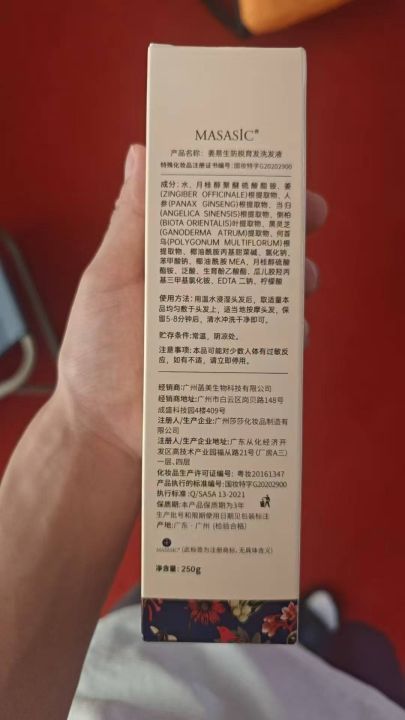 MASASIC®
产品名称：姜易生防脱育发洗发液
特殊化妆品注册证书编号：国妆特字G20202900
成分：水、月桂醇聚醚硫酸酯铵、姜
(ZINGIBER OFFICINALE)根提取物、人
参(PANAX GINSENG)根提取物、当归
(ANGELICA SINENSIS)根提取物、侧柏
(BIOTA ORIENTALIS)叶提取物、黑灵芝
(GANODERMA ATRUM)提取物、何首
乌(POLYGONUM MULTIFLORUM)根
提取物、椰油酰胺丙基甜菜碱、氯化钠、
苯甲酸钠、椰油酰胺 MEA、月桂醇硫酸
酯铵、泛酸、生育酚乙酸酯、瓜儿胶羟丙
基三甲基氯化铵、EDTA 二钠、柠檬酸
使用方法：用温水浸湿头发后，取适量本
品均匀敷于头发上，适当地按摩头发，保
留5-8分钟后，清水冲洗干净即可。
贮存条件：常温，阴凉处。
注意事项：本品可能对少数人体有过敏反
应，如有不适，请立即停用。
经销商：广州菡美生物科技有限公司
经销商地址：广州市白云区岗贝路148号
成盛科技园4楼409号
注册人/生产企业：广州莎莎化妆品制造有
限公司
注册人/生产企业地址：广东从化经济开
发区高技术产业园福从路21号(厂房A三)
一层、四层
化妆品生产许可证编号：粤妆20161347
产品执行的标准编号：国妆特字G20202900
执行标准：Q/SASA 13-2021
保质期：本产品保质期为3年
生产批号和限期使用日期见包装标注
产地：广东·广州 (检验合格)
MASASIC® (此标签为注册商标，无具体含义)
净含量：250g